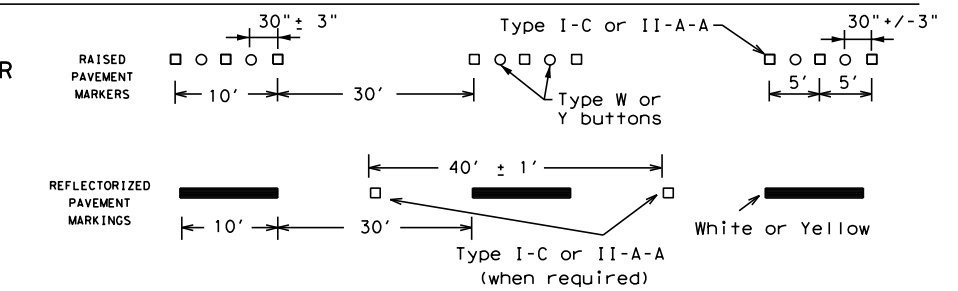 30"± 3"
Type I-C or II-A-A
30"+/-3"
R
RAISED
PAVEMENT
MARKERS
10'
30'
5'
5'
Type W or
Y buttons
40' ± 1'
REFLECTORIZED
PAVEMENT
MARKINGS
10'
30'
White or Yellow
Type I-C or II-A-A
(when required)